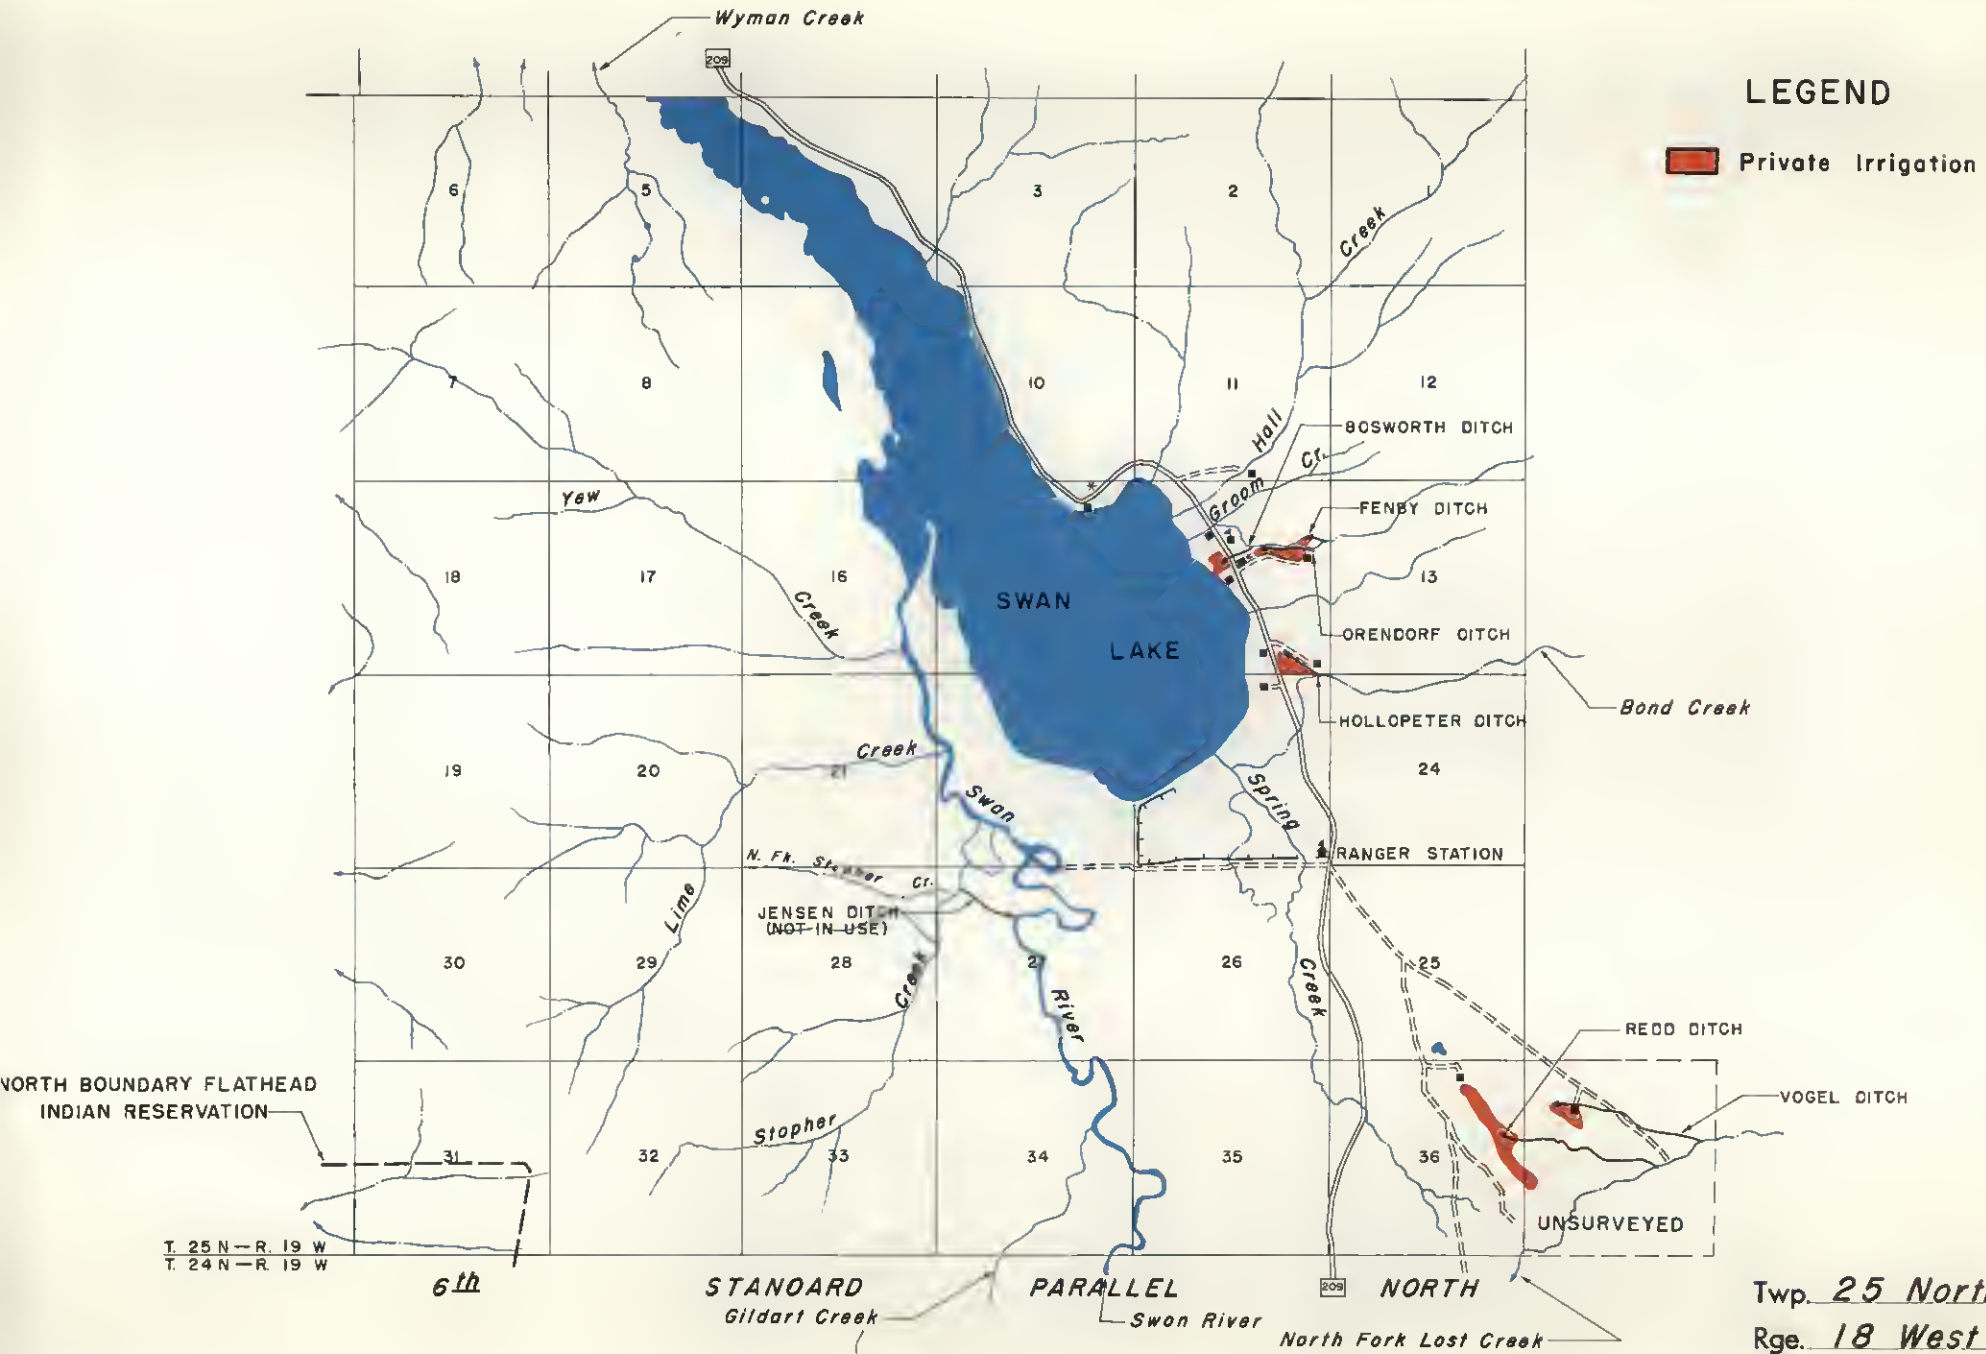 Wyman Creek
209
LEGEND
Private Irrigation
6
5
3
2
Creek
7
8
10
11
12
Hall
BOSWORTH DITCH
Cr.
Yew
Groom
FENBY DITCH
18
17
16
13
Creek
SWAN
LAKE
ORENDORF DITCH
Bond Creek
HOLLOPETER DITCH
19
20
21
Creek
24
Swan
Spring
N. Fk. Stopher Cr.
RANGER STATION
Lime
JENSEN DITCH
(NOT IN USE)
30
29
28
27
26
25
Creek
River
Creek
REDD DITCH
NORTH BOUNDARY FLATHEAD
INDIAN RESERVATION
VOGEL DITCH
Stopher
31
32
33
34
35
36
UNSURVEYED
T. 25 N—R. 19 W
T. 24 N—R. 19 W
6th STANDARD PARALLEL NORTH
209
Gildart Creek
Swan River
North Fork Lost Creek
Twp. 25 North
Rge. 18 West